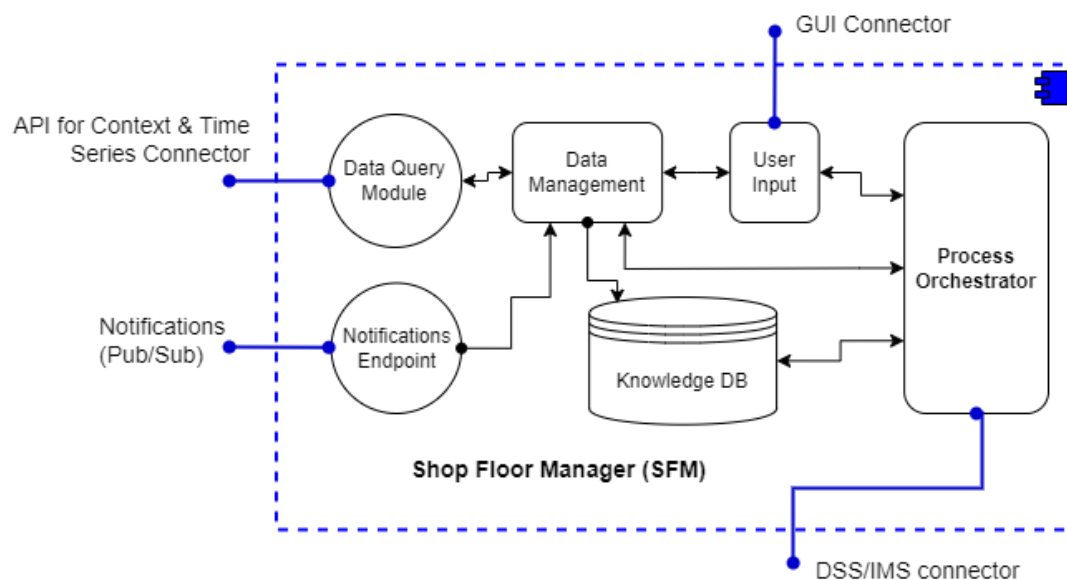 GUI Connector
API for Context & Time
Series Connector
Data Query
Module
Data
Management
User
Input
Process
Orchestrator
Notifications
(Pub/Sub)
Notifications
Endpoint
Knowledge DB
Shop Floor Manager (SFM)
DSS/IMS connector